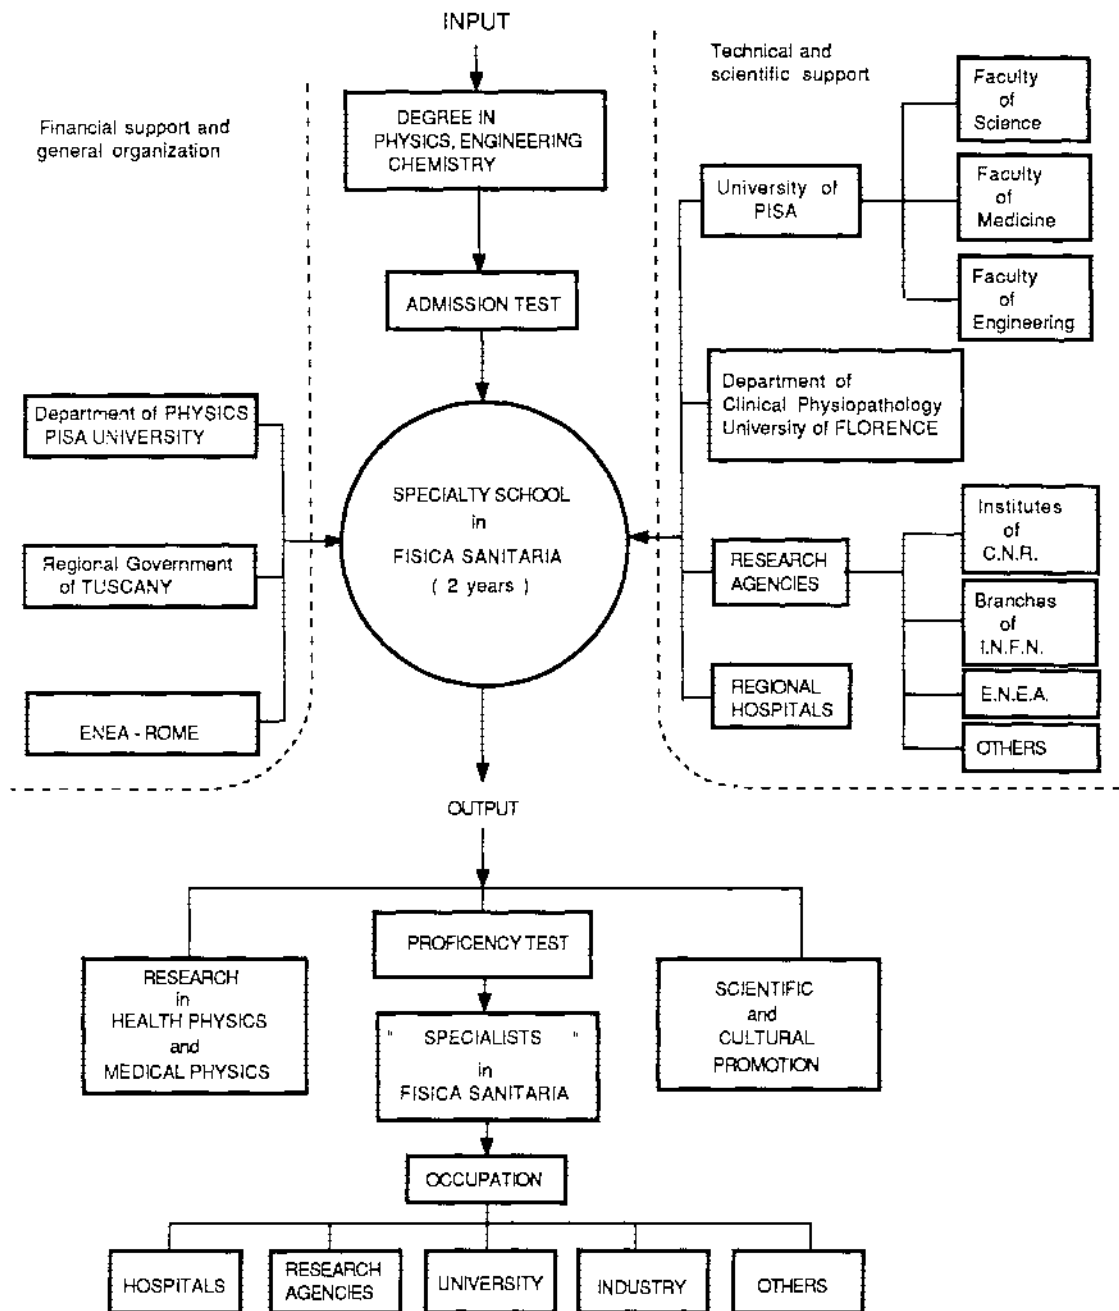 INPUT
DEGREE IN
PHYSICS, ENGINEERING
CHEMISTRY
ADMISSION TEST
Financial support and
general organization
Department of PHYSICS
PISA UNIVERSITY
Regional Government
of TUSCANY
ENEA - ROME
SPECIALTY SCHOOL
in
FISICA SANITARIA
( 2 years )
Technical and
scientific support
University of
PISA
Faculty
of
Science
Faculty
of
Medicine
Faculty
of
Engineering
Department of
Clinical Physiopathology
University of FLORENCE
RESEARCH
AGENCIES
Institutes
of
C.N.R.
Branches
of
I.N.F.N.
E.N.E.A.
OTHERS
REGIONAL
HOSPITALS
OUTPUT
RESEARCH
in
HEALTH PHYSICS
and
MEDICAL PHYSICS
PROFICENCY TEST
" SPECIALISTS "
in
FISICA SANITARIA
SCIENTIFIC
and
CULTURAL
PROMOTION
OCCUPATION
HOSPITALS
RESEARCH
AGENCIES
UNIVERSITY
INDUSTRY
OTHERS